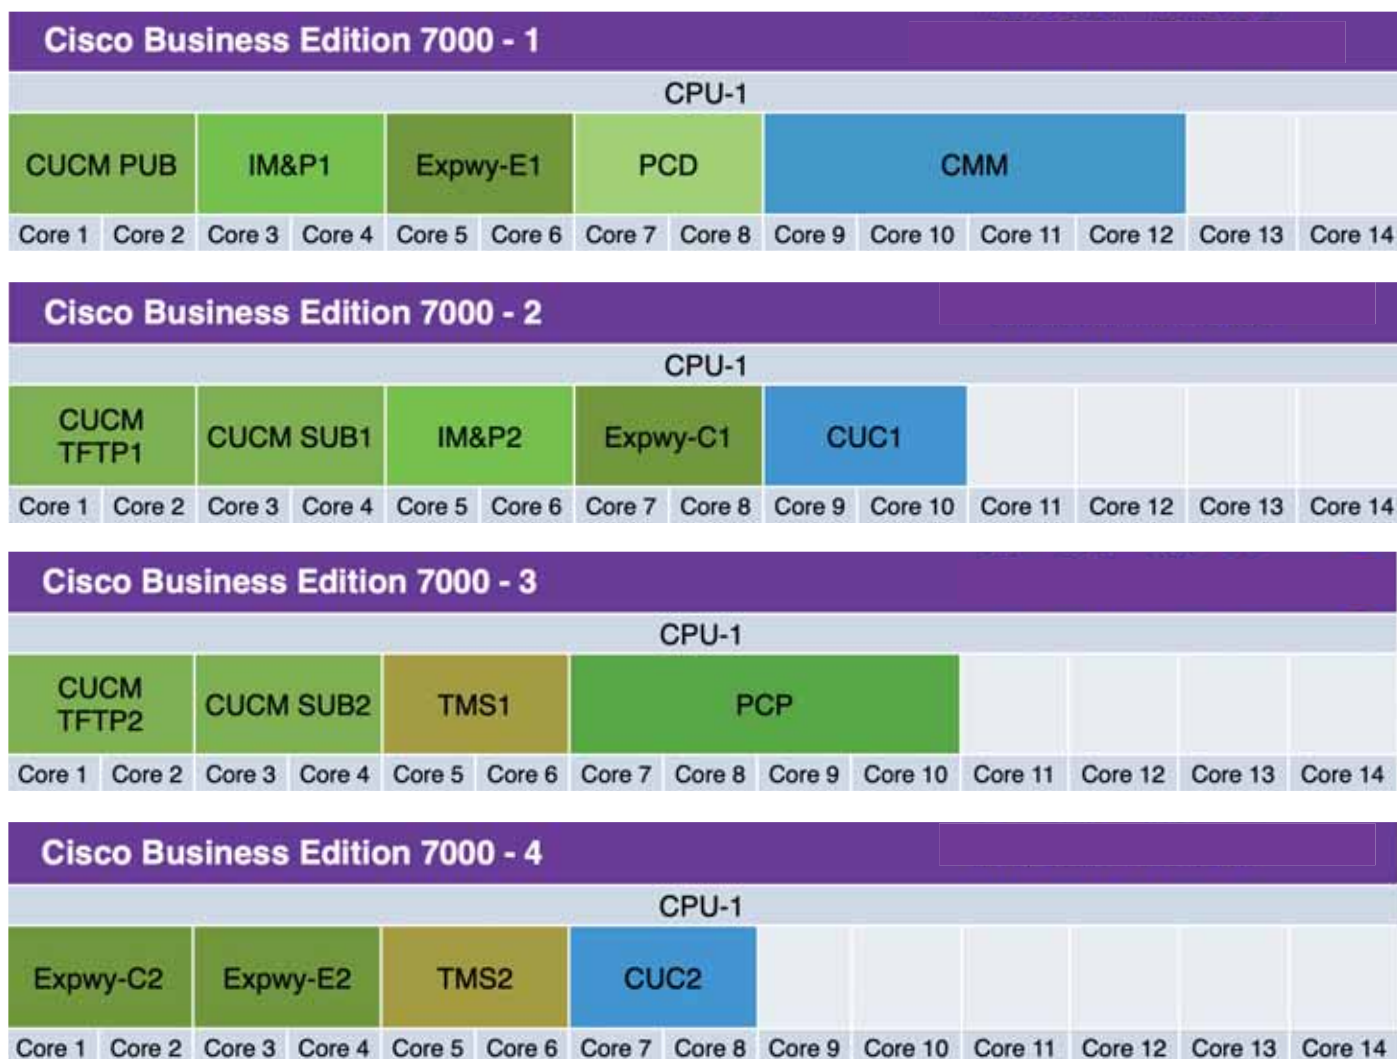 Cisco Business Edition 7000 - 1
CPU-1
CUCM PUB IM&P1 Expwy-E1 PCD CMM
Core 1 Core 2 Core 3 Core 4 Core 5 Core 6 Core 7 Core 8 Core 9 Core 10 Core 11 Core 12 Core 13 Core 14
Cisco Business Edition 7000 - 2
CPU-1
CUCM
TFTP1 CUCM SUB1 IM&P2 Expwy-C1 CUC1
Core 1 Core 2 Core 3 Core 4 Core 5 Core 6 Core 7 Core 8 Core 9 Core 10 Core 11 Core 12 Core 13 Core 14
Cisco Business Edition 7000 - 3
CPU-1
CUCM
TFTP2 CUCM SUB2 TMS1 PCP
Core 1 Core 2 Core 3 Core 4 Core 5 Core 6 Core 7 Core 8 Core 9 Core 10 Core 11 Core 12 Core 13 Core 14
Cisco Business Edition 7000 - 4
CPU-1
Expwy-C2 Expwy-E2 TMS2 CUC2
Core 1 Core 2 Core 3 Core 4 Core 5 Core 6 Core 7 Core 8 Core 9 Core 10 Core 11 Core 12 Core 13 Core 14